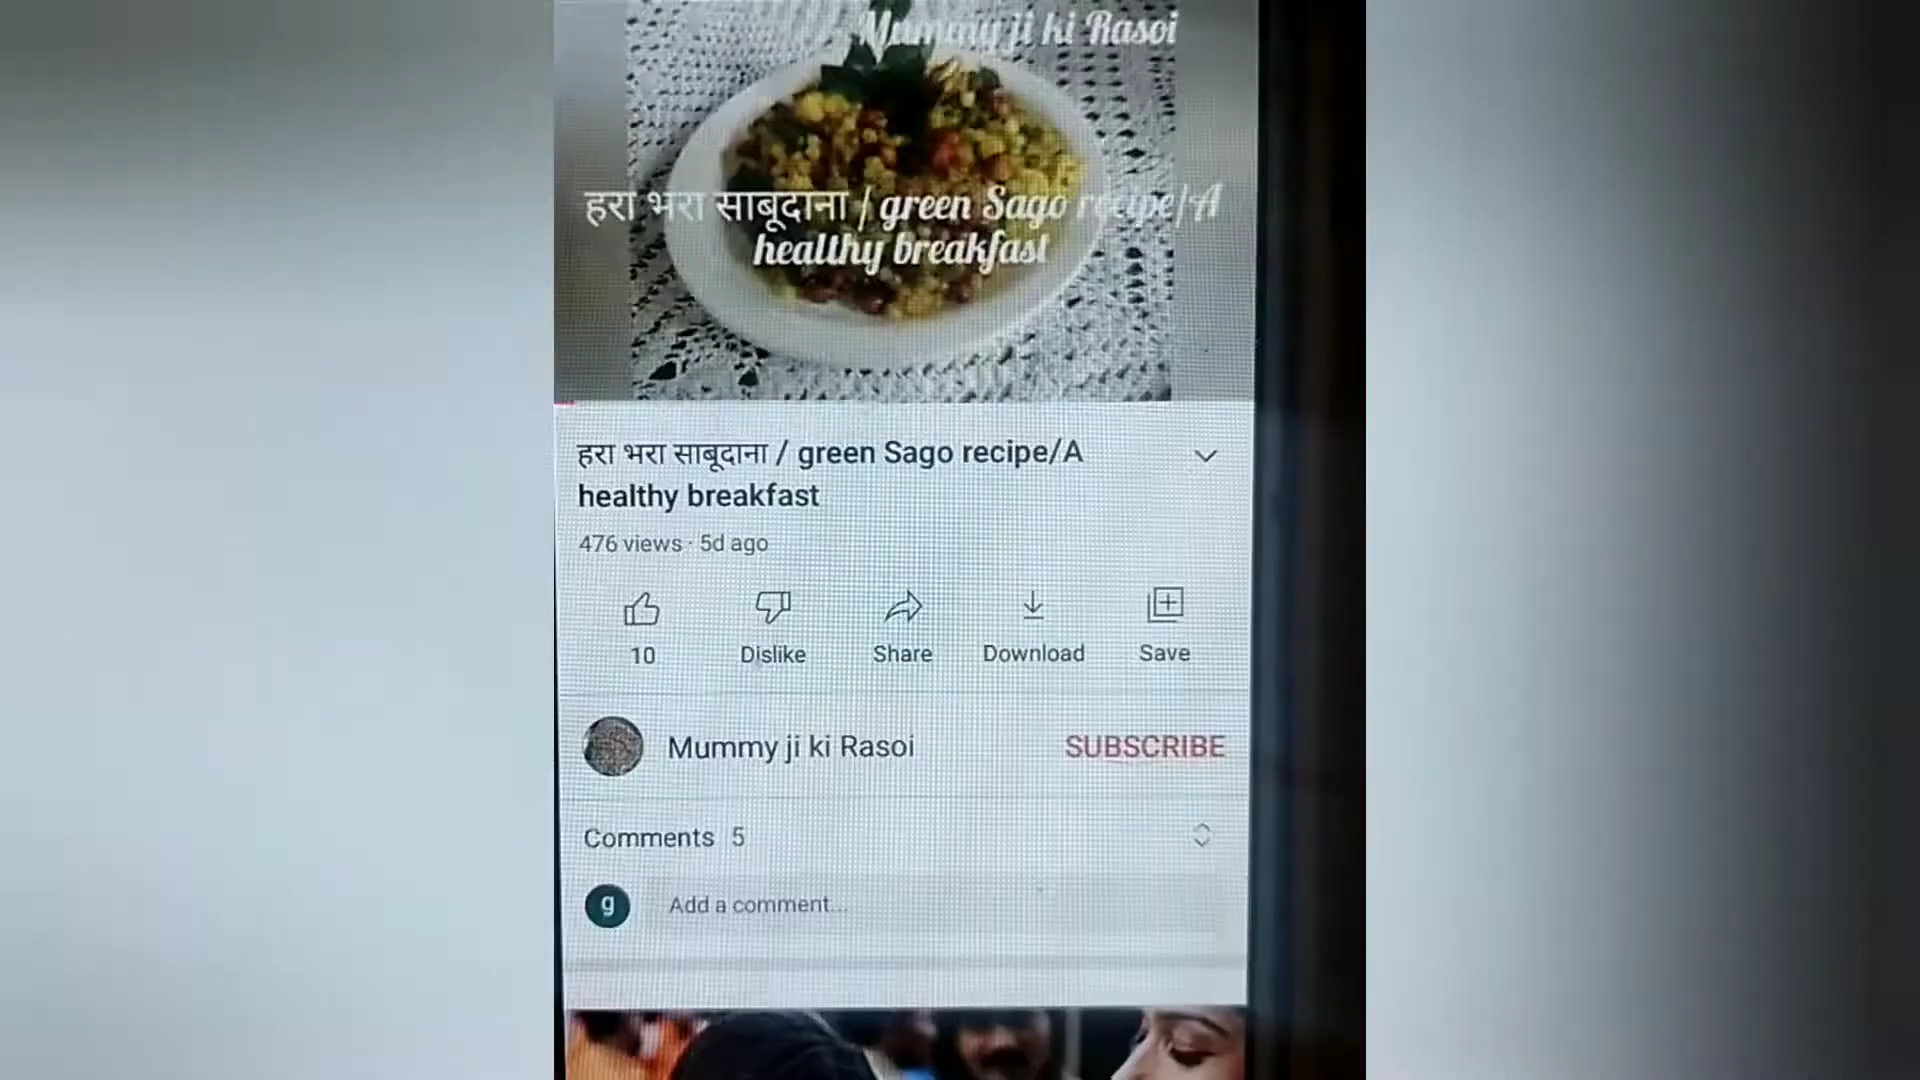 Mummy ji ki Rasoi
हरा भरा साबूदाना / green Sago recipe/A
healthy breakfast
हरा भरा साबूदाना / green Sago recipe/A
healthy breakfast
476 views · 5d ago
10 Dislike Share Download Save
Mummy ji ki Rasoi SUBSCRIBE
Comments 5
g Add a comment...